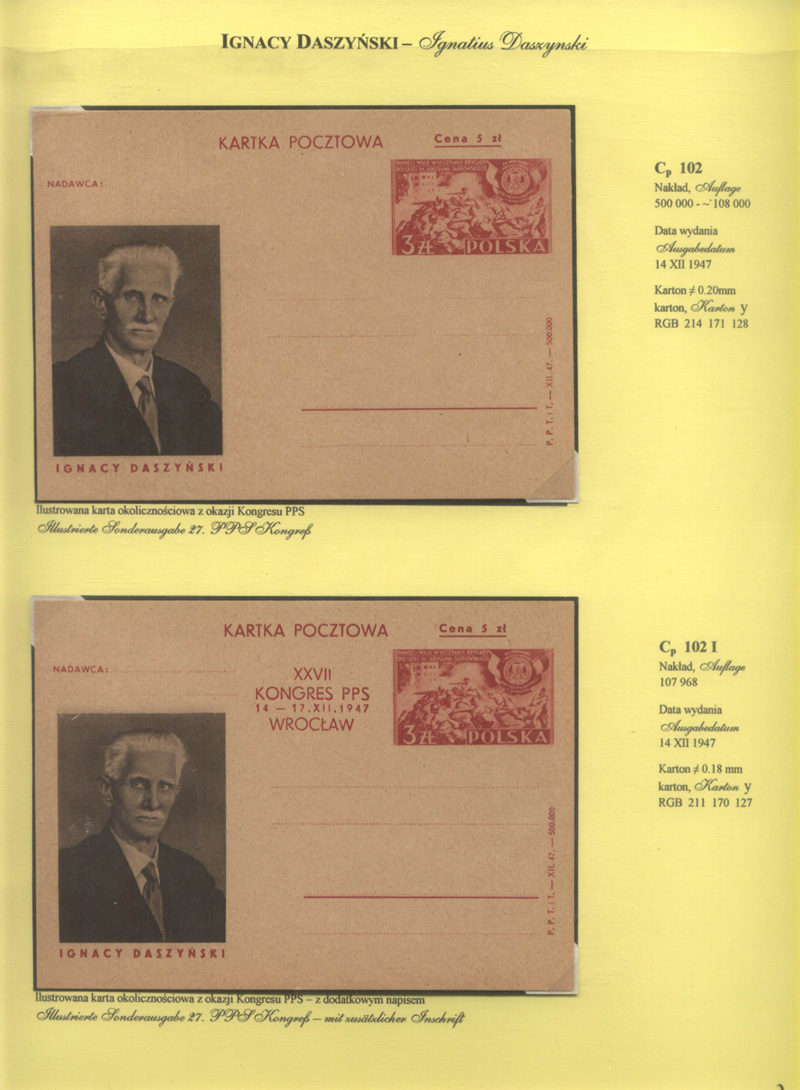 IGNACY DASZYŃSKI – Ignatius Daszynski
KARTKA POCZTOWA
Cena 5 zł
NADAWCA:
3 ZŁ POLSKA
P. P. T. i T. — XII. 47. — 500.000
IGNACY DASZYŃSKI
Ilustrowana karta okolicznościowa z okazji Kongresu PPS
Illustrierte Sonderausgabe 27. PPS Kongreß
Cp 102
Nakład, Auflage
500 000 - ~ 108 000
Data wydania
Ausgabedatum
14 XII 1947
Karton ≠ 0.20mm
karton, Karton y
RGB 214 171 128
KARTKA POCZTOWA
Cena 5 zł
NADAWCA:
XXVII
KONGRES PPS
14 – 17.XII.1947
WROCŁAW
3 ZŁ POLSKA
P. P. T. i T. — XII. 47. — 500.000
IGNACY DASZYŃSKI
Ilustrowana karta okolicznościowa z okazji Kongresu PPS – z dodatkowym napisem
Illustrierte Sonderausgabe 27. PPS Kongreß – mit zusätzlicher Inschrift
Cp 102 I
Nakład, Auflage
107 968
Data wydania
Ausgabedatum
14 XII 1947
Karton ≠ 0.18 mm
karton, Karton y
RGB 211 170 127